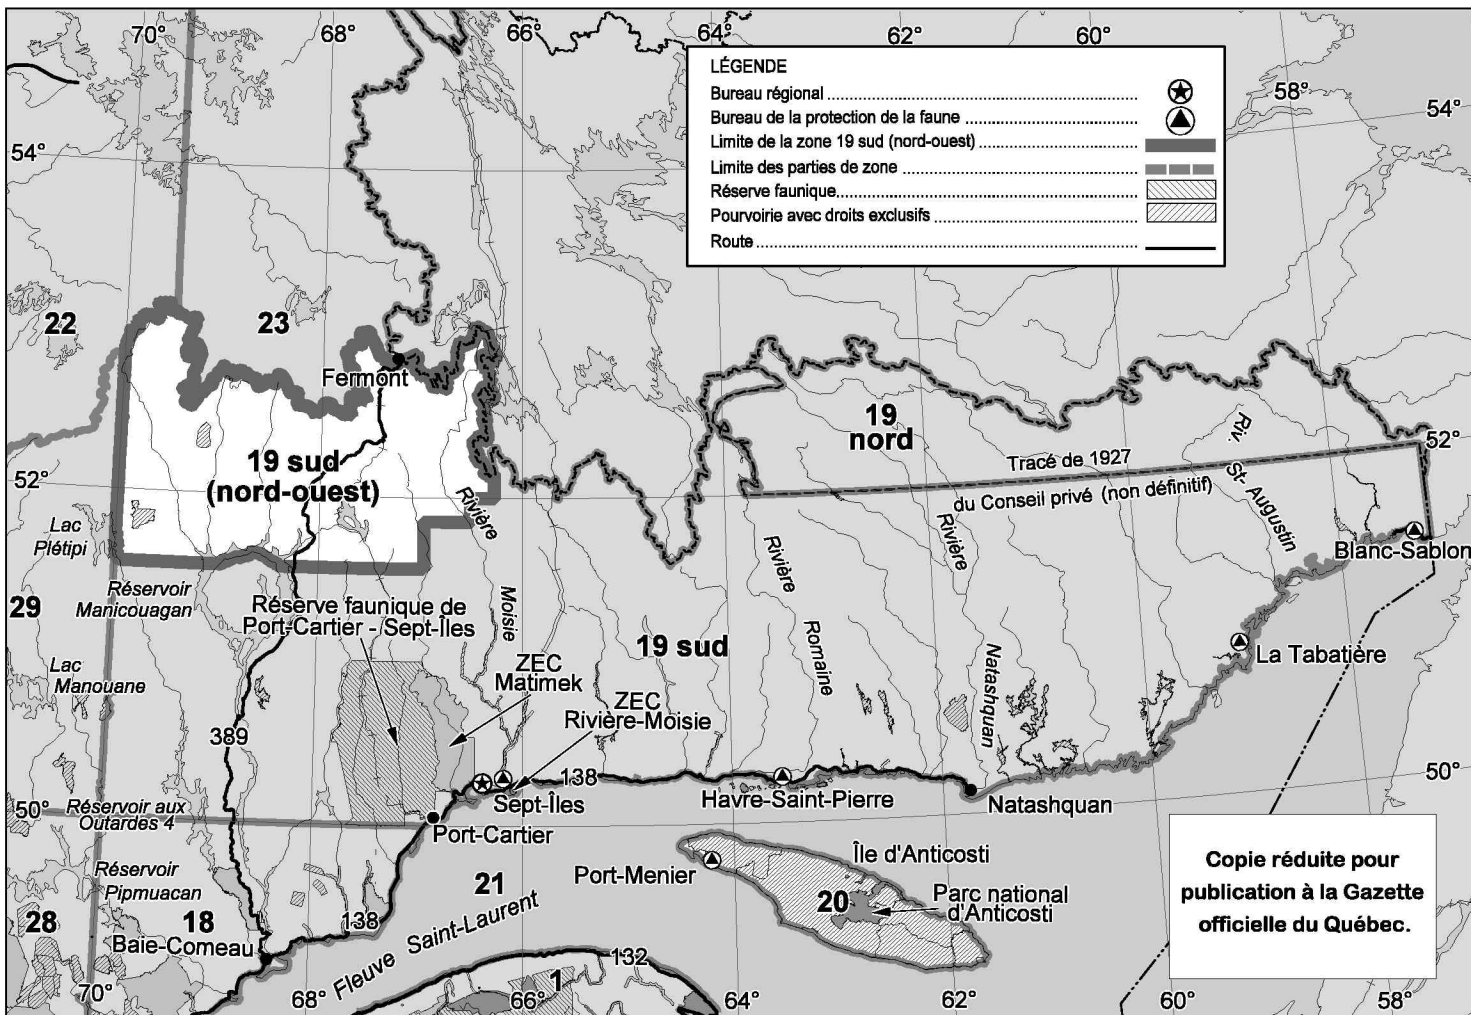 70°
68°
66°
64°
62°
60°
58°
54°
LÉGENDE
Bureau régional
Bureau de la protection de la faune
Limite de la zone 19 sud (nord-ouest)
Limite des parties de zone
Réserve faunique
Pourvoirie avec droits exclusifs
Route
54°
22
23
Fermont
19
nord
Riv.
St- Augustin
52°
Tracé de 1927
du Conseil privé (non définitif)
19 sud
(nord-ouest)
52°
Rivière
Moisie
Lac
Plétipi
Rivière
Romaine
Rivière
Natashquan
Blanc-Sablon
29
Réservoir
Manicouagan
Réserve faunique de
Port-Cartier - Sept-Îles
19 sud
La Tabatière
ZEC
Matimek
Lac
Manouane
ZEC
Rivière-Moisie
389
138
50°
Sept-Îles
Havre-Saint-Pierre
Natashquan
50°
Réservoir aux
Outardes 4
Port-Cartier
Île d'Anticosti
Port-Menier
Réservoir
Pipmuacan
21
20
Parc national
d'Anticosti
Copie réduite pour
publication à la Gazette
officielle du Québec.
28
18
138
Baie-Comeau
Fleuve Saint-Laurent
132
1
70°
68°
66°
64°
62°
60°
58°